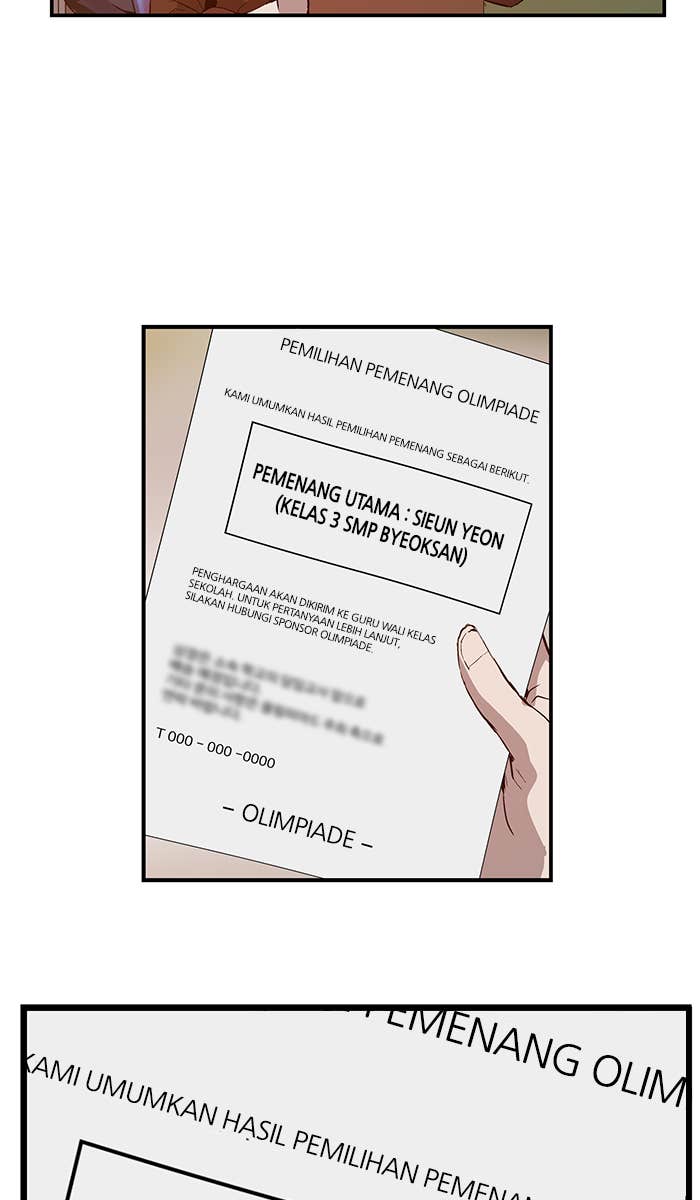 PEMILIHAN PEMENANG OLIMPIADE
KAMI UMUMKAN HASIL PEMILIHAN PEMENANG SEBAGAI BERIKUT.
PEMENANG UTAMA : SIEUN YEON
(KELAS 3 SMP BYEOKSAN)
PENGHARGAAN AKAN DIKIRIM KE GURU WALI KELAS
SEKOLAH. UNTUK PERTANYAAN LEBIH LANJUT,
SILAKAN HUBUNGI SPONSOR OLIMPIADE.
T 000 - 000 -0000
- OLIMPIADE -
PEMENANG OLIM
KAMI UMUMKAN HASIL PEMILIHAN PEMENA